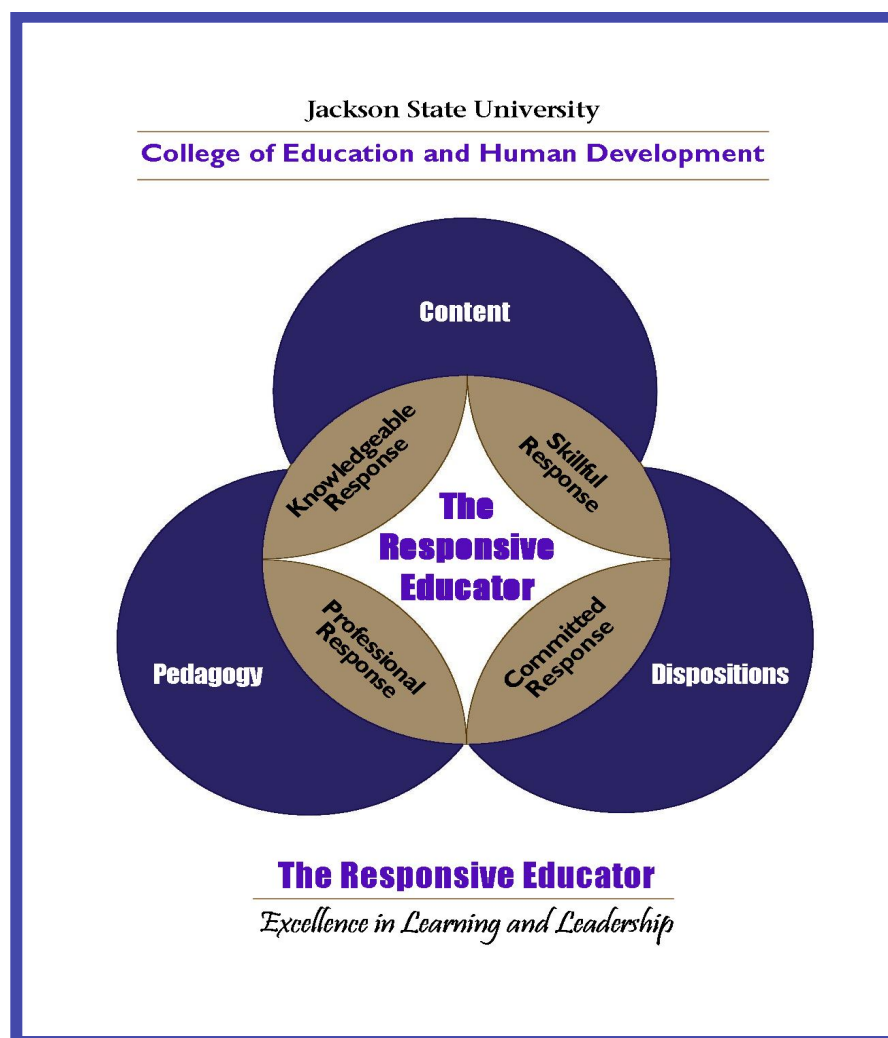 Jackson State University
College of Education and Human Development
Content
Knowledgeable
Response
Skillful
Response
The
Responsive
Educator
Professional
Response
Committed
Response
Pedagogy
Dispositions
The Responsive Educator
Excellence in Learning and Leadership